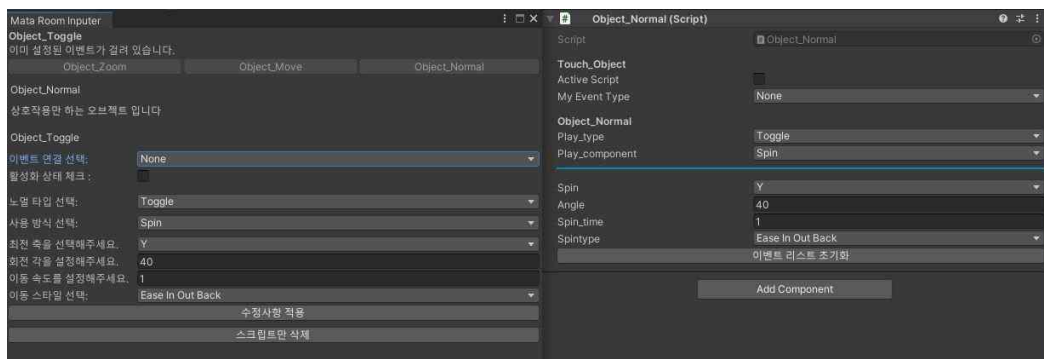 Mata Room Inputer
Object_Toggle
이미 설정된 이벤트가 걸려 있습니다.
Object_Zoom
Object_Move
Object_Normal
Object_Normal
상호작용만 하는 오브젝트 입니다
Object_Toggle
이벤트 연결 선택: None
활성화 상태 체크 :
노멀 타입 선택: Toggle
사용 방식 선택: Spin
최전 축을 선택해주세요. Y
회전 각을 설정해주세요. 40
이동 속도를 설정해주세요. 1
이동 스타일 선택: Ease In Out Back
수정사항 적용
스크립트만 삭제
Object_Normal (Script)
Script Object_Normal
Touch_Object
Active Script
My Event Type None
Object_Normal
Play_type Toggle
Play_component Spin
Spin Y
Angle 40
Spin_time 1
Spintype Ease In Out Back
이벤트 리스트 초기화
Add Component